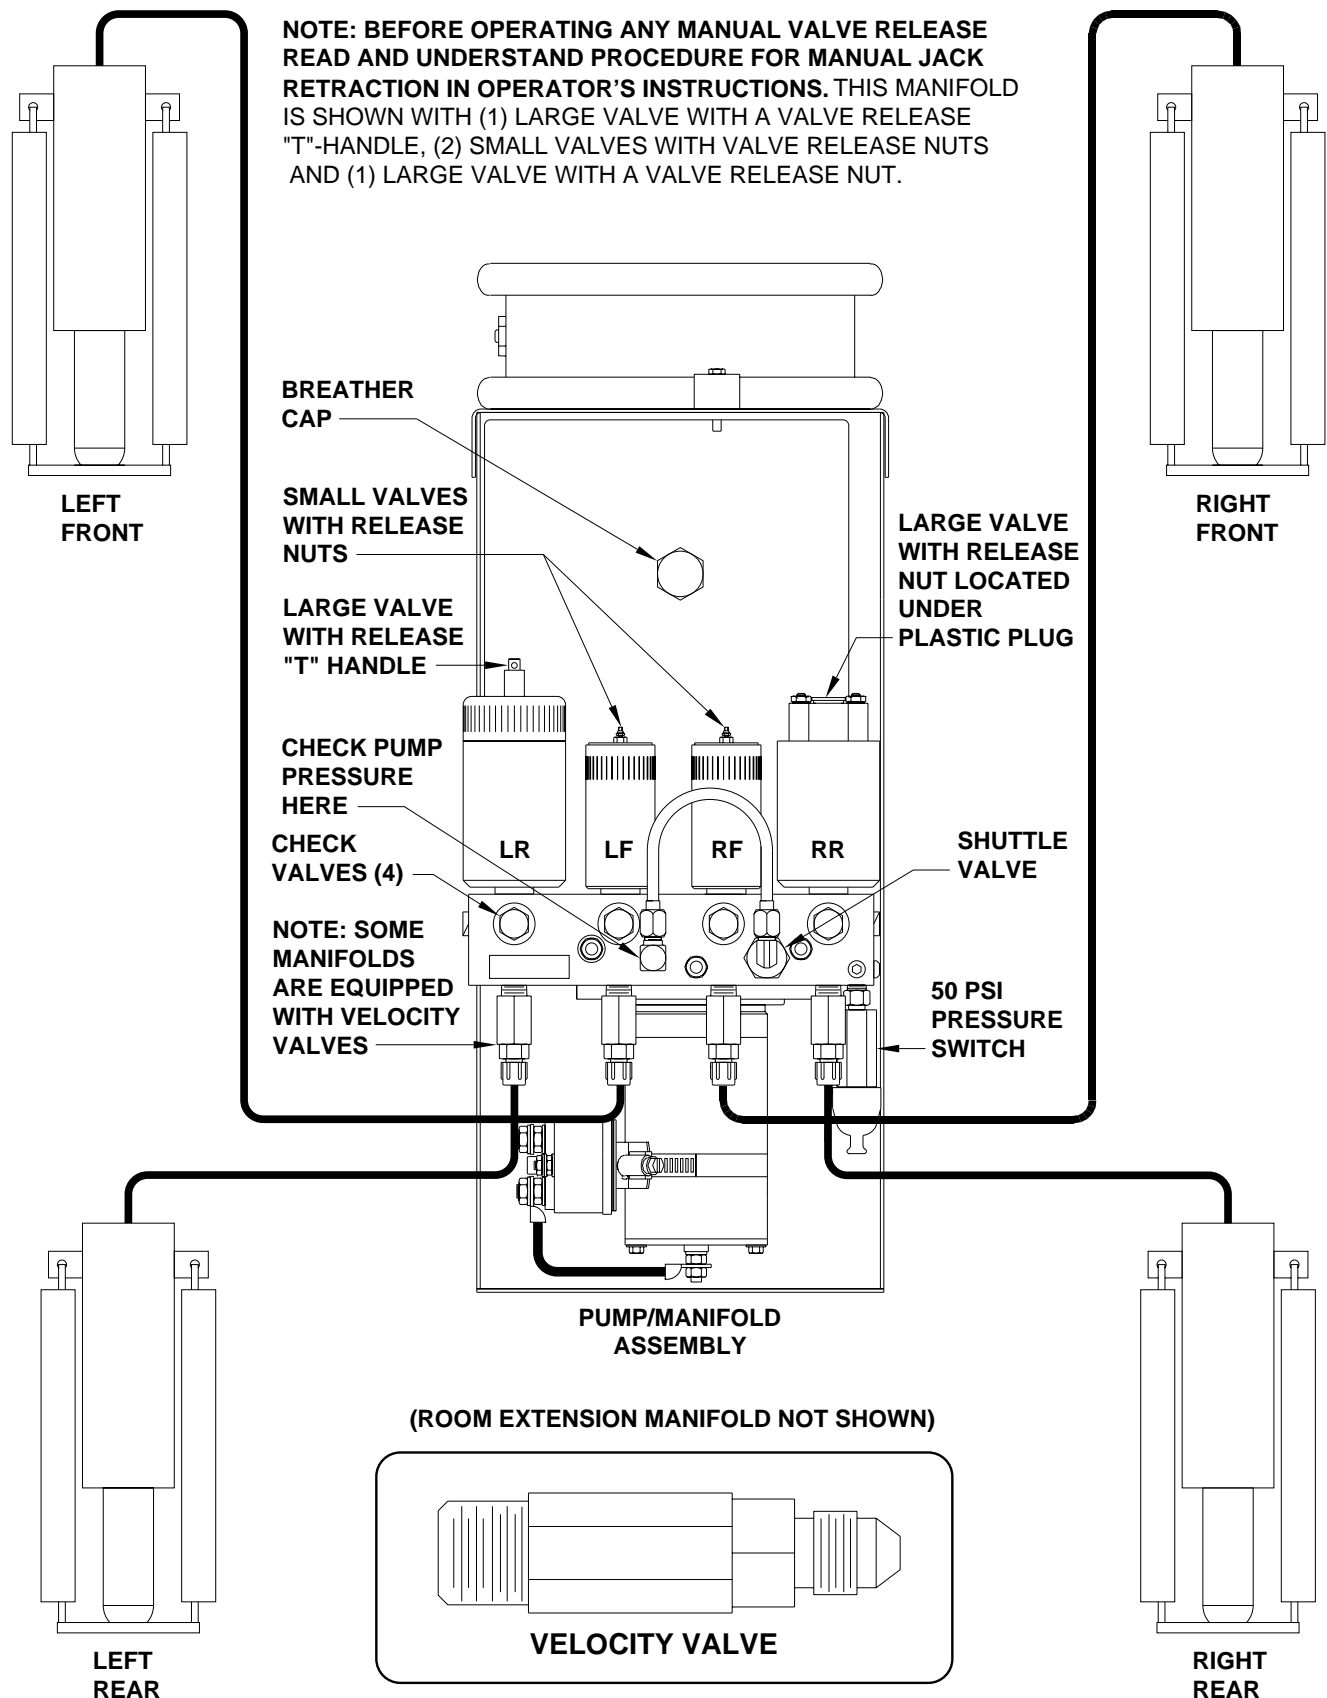 NOTE: BEFORE OPERATING ANY MANUAL VALVE RELEASE
READ AND UNDERSTAND PROCEDURE FOR MANUAL JACK
RETRACTION IN OPERATOR'S INSTRUCTIONS. THIS MANIFOLD
IS SHOWN WITH (1) LARGE VALVE WITH A VALVE RELEASE
"T"-HANDLE, (2) SMALL VALVES WITH VALVE RELEASE NUTS
AND (1) LARGE VALVE WITH A VALVE RELEASE NUT.
BREATHER
CAP
LEFT
FRONT
RIGHT
FRONT
SMALL VALVES
WITH RELEASE
NUTS
LARGE VALVE
WITH RELEASE
NUT LOCATED
UNDER
PLASTIC PLUG
LARGE VALVE
WITH RELEASE
"T" HANDLE
CHECK PUMP
PRESSURE
HERE
LR
LF
RF
RR
CHECK
VALVES (4)
SHUTTLE
VALVE
NOTE: SOME
MANIFOLDS
ARE EQUIPPED
WITH VELOCITY
VALVES
50 PSI
PRESSURE
SWITCH
PUMP/MANIFOLD
ASSEMBLY
(ROOM EXTENSION MANIFOLD NOT SHOWN)
VELOCITY VALVE
LEFT
REAR
RIGHT
REAR